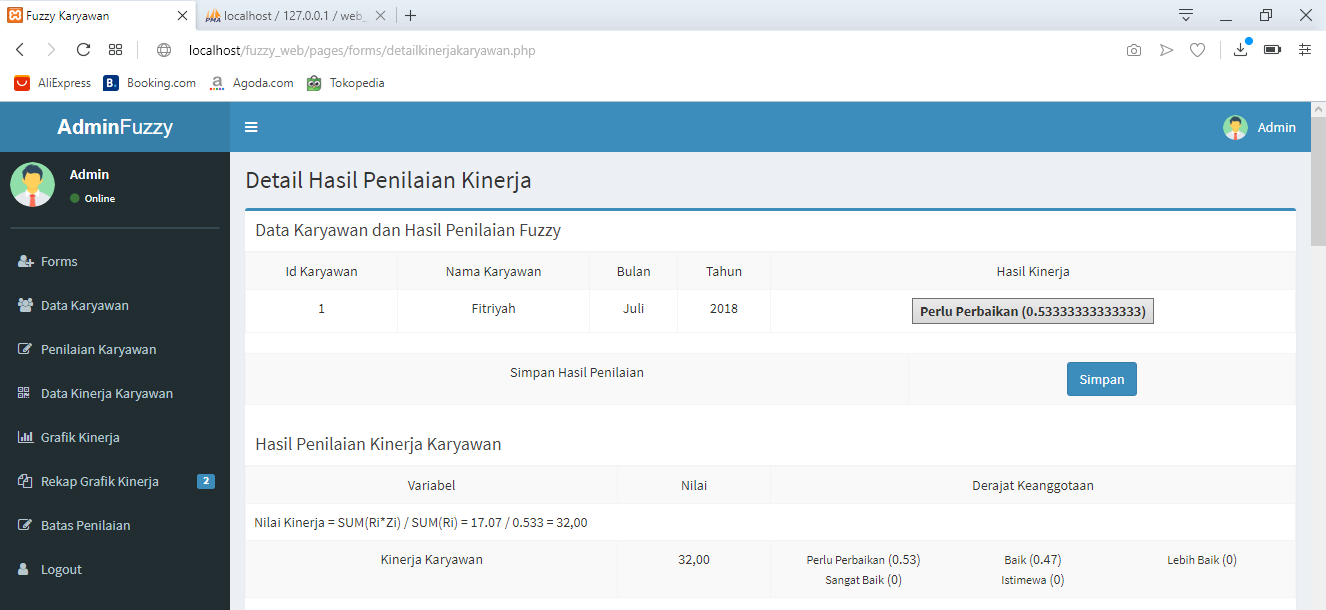 Fuzzy Karyawan
localhost / 127.0.0.1 / web_
localhost/fuzzy_web/pages/forms/detailkinerjakaryawan.php
AliExpress B. Booking.com a Agoda.com Tokopedia
AdminFuzzy
Admin
Admin
Online
Forms
Data Karyawan
Penilaian Karyawan
Data Kinerja Karyawan
Grafik Kinerja
Rekap Grafik Kinerja 2
Batas Penilaian
Logout
Detail Hasil Penilaian Kinerja
Data Karyawan dan Hasil Penilaian Fuzzy
Id Karyawan Nama Karyawan Bulan Tahun Hasil Kinerja
1 Fitriyah Juli 2018 Perlu Perbaikan (0.53333333333333)
Simpan Hasil Penilaian Simpan
Hasil Penilaian Kinerja Karyawan
Variabel Nilai Derajat Keanggotaan
Nilai Kinerja = SUM(Ri*Zi) / SUM(Ri) = 17.07 / 0.533 = 32,00
Kinerja Karyawan 32,00 Perlu Perbaikan (0.53) Baik (0.47) Lebih Baik (0)
Sangat Baik (0) Istimewa (0)